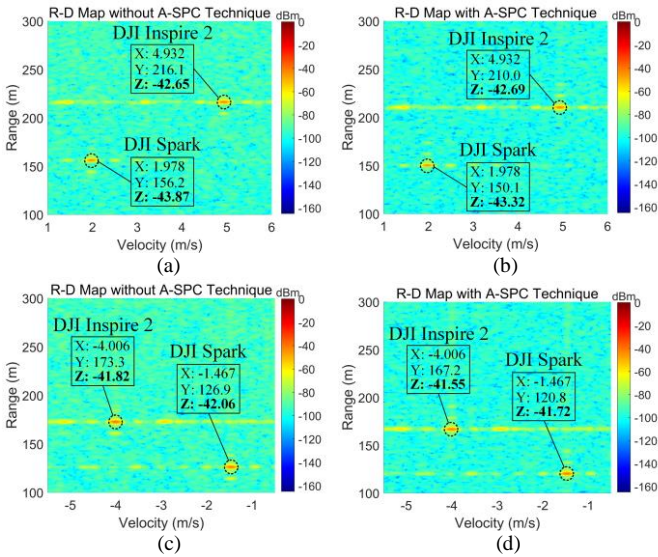 R-D Map without A-SPC Technique
dBm
0
-20
-40
-60
-80
-100
-120
-140
-160
300
250
200
150
100
Range (m)
DJI Inspire 2
X: 4.932
Y: 216.1
Z: -42.65
DJI Spark
X: 1.978
Y: 156.2
Z: -43.87
1 2 3 4 5 6
Velocity (m/s)
(a)
R-D Map with A-SPC Technique
dBm
0
-20
-40
-60
-80
-100
-120
-140
-160
300
250
200
150
100
Range (m)
DJI Inspire 2
X: 4.932
Y: 210.0
Z: -42.69
DJI Spark
X: 1.978
Y: 150.1
Z: -43.32
1 2 3 4 5 6
Velocity (m/s)
(b)
R-D Map without A-SPC Technique
dBm
0
-20
-40
-60
-80
-100
-120
-140
-160
300
250
200
150
100
Range (m)
DJI Inspire 2
X: -4.006
Y: 173.3
Z: -41.82
DJI Spark
X: -1.467
Y: 126.9
Z: -42.06
-5 -4 -3 -2 -1
Velocity (m/s)
(c)
R-D Map with A-SPC Technique
dBm
0
-20
-40
-60
-80
-100
-120
-140
-160
300
250
200
150
100
Range (m)
DJI Inspire 2
X: -4.006
Y: 167.2
Z: -41.55
DJI Spark
X: -1.467
Y: 120.8
Z: -41.72
-5 -4 -3 -2 -1
Velocity (m/s)
(d)